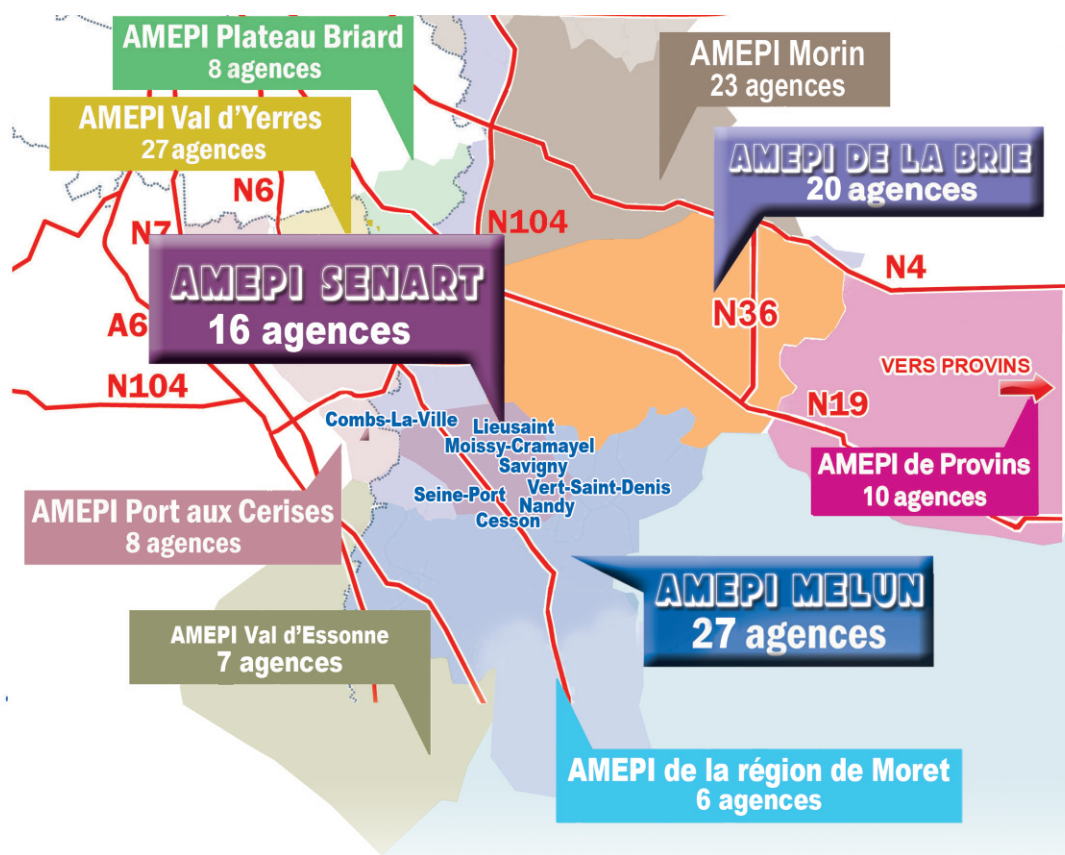 AMEPI Plateau Briard
8 agences
AMEPI Morin
23 agences
AMEPI Val d'Yerres
27 agences
AMEPI DE LA BRIE
20 agences
N6
N7
N104
AMEPI SENART
16 agences
N4
N36
A6
N104
VERS PROVINS
N19
Combs-La-Ville
Lieusaint
Moissy-Cramayel
Savigny
Vert-Saint-Denis
Seine-Port
Nandy
Cesson
AMEPI de Provins
10 agences
AMEPI Port aux Cerises
8 agences
AMEPI MELUN
27 agences
AMEPI Val d'Essonne
7 agences
AMEPI de la région de Moret
6 agences